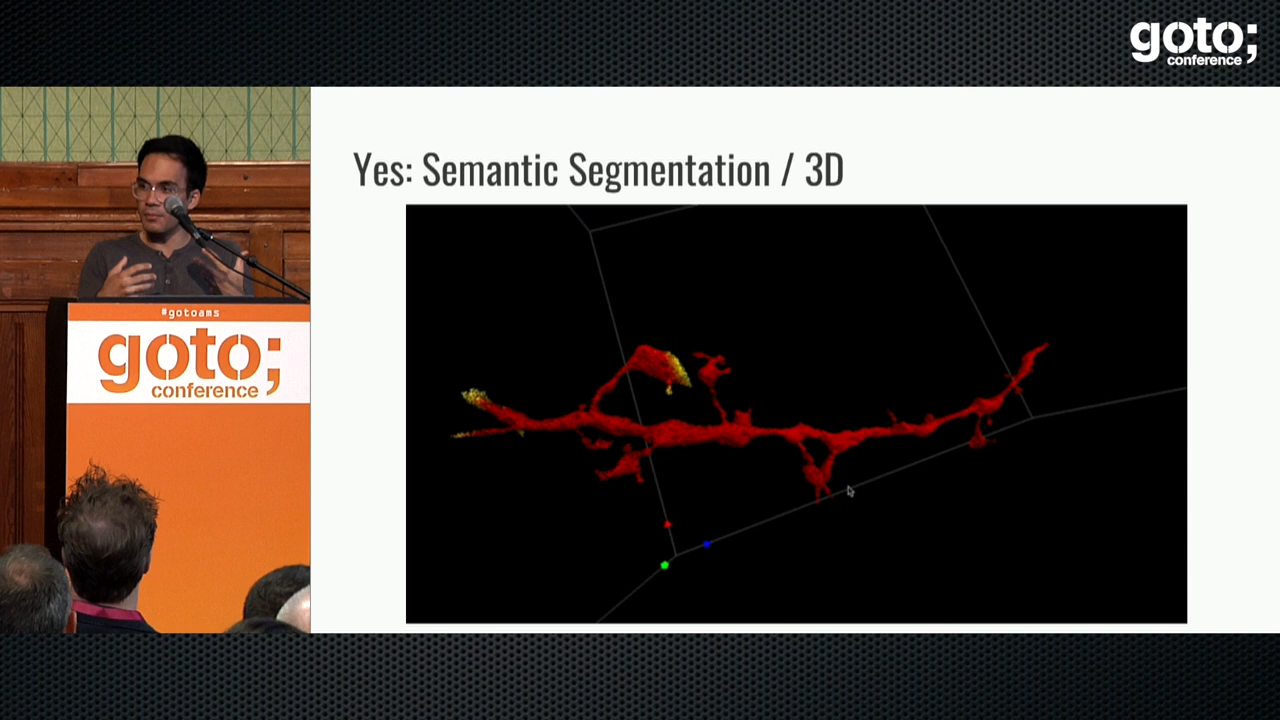 goto;
conference
Yes: Semantic Segmentation / 3D
#gotoams
goto;
conference